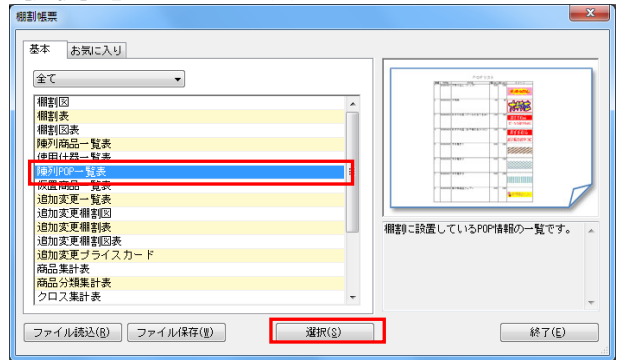 棚割帳票
基本 お気に入り
全て
棚割図
棚割表
棚割図表
陳列商品一覧表
使用什器一覧表
陳列POP一覧表
仮置商品一覧表
追加変更一覧表
追加変更棚割図
追加変更棚割表
追加変更棚割図表
追加変更プライスカード
商品集計表
商品分類集計表
クロス集計表
棚割に設置しているPOP情報の一覧です。
ファイル読込(R) ファイル保存(W) 選択(S) 終了(E)